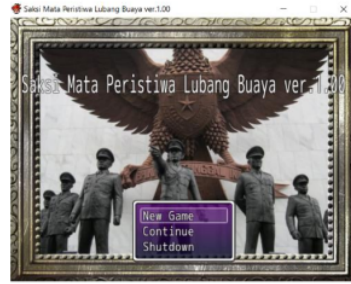 Saksi Mata Peristiwa Lubang Buaya ver.1.00
Saksi Mata Peristiwa Lubang Buaya ver.1.00
New Game
Continue
Shutdown